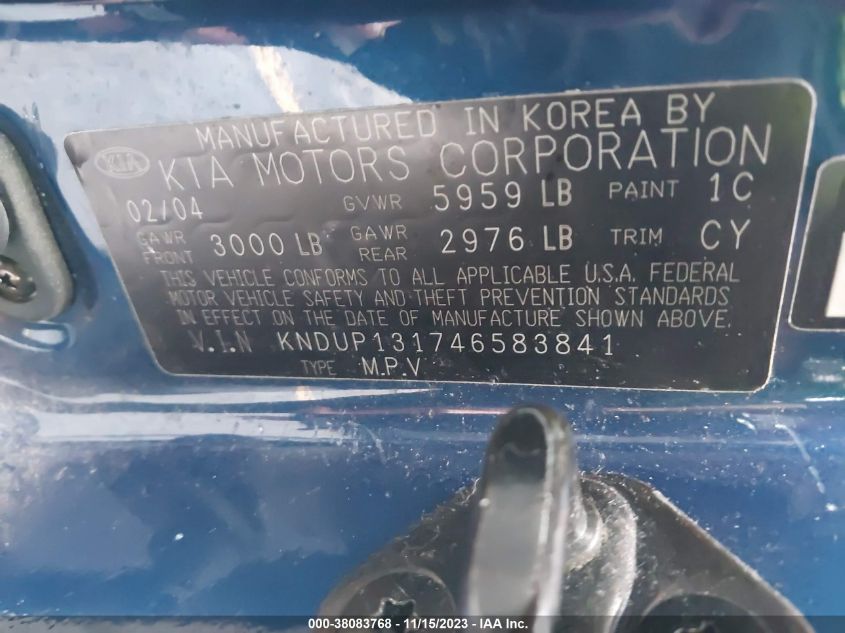 MANUFACTURED IN KOREA BY
KIA KIA MOTORS CORPORATION
02/04 GVWR 5959 LB PAINT 1C
GAWR FRONT 3000 LB GAWR REAR 2976 LB TRIM CY
THIS VEHICLE CONFORMS TO ALL APPLICABLE U.S.A. FEDERAL
MOTOR VEHICLE SAFETY AND THEFT PREVENTION STANDARDS
IN EFFECT ON THE DATE OF MANUFACTURE SHOWN ABOVE.
V.I.N KNDUP131746583841
TYPE M.P.V
000-38083768 - 11/15/2023 - IAA Inc.